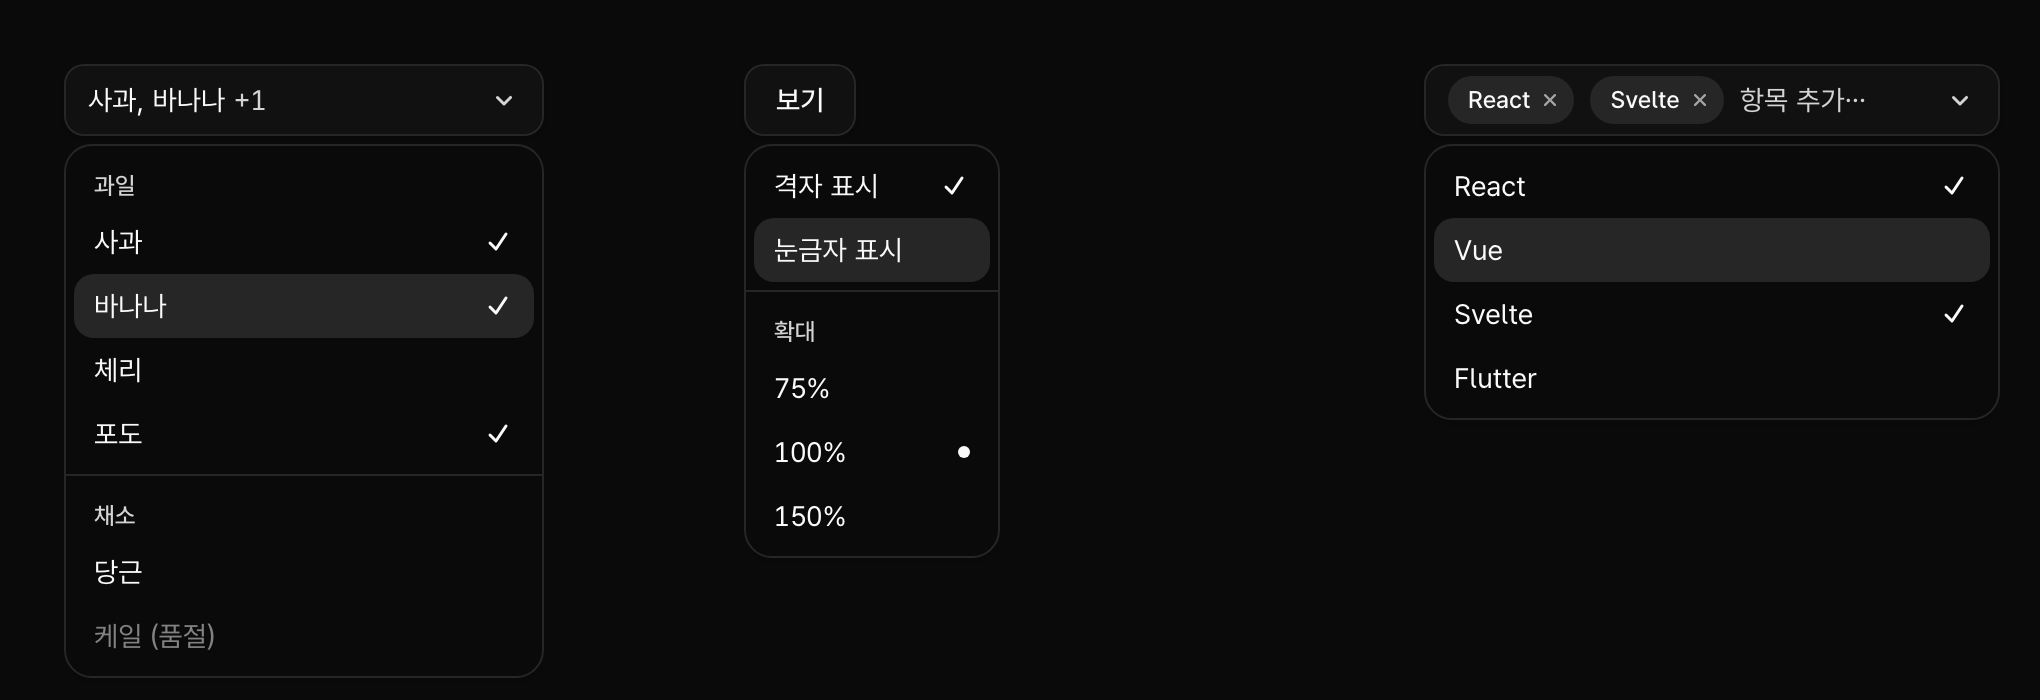 사과, 바나나 +1
과일
사과
바나나
체리
포도
채소
당근
케일 (품절)
보기
격자 표시
눈금자 표시
확대
75%
100%
150%
React Svelte 항목 추가…
React
Vue
Svelte
Flutter